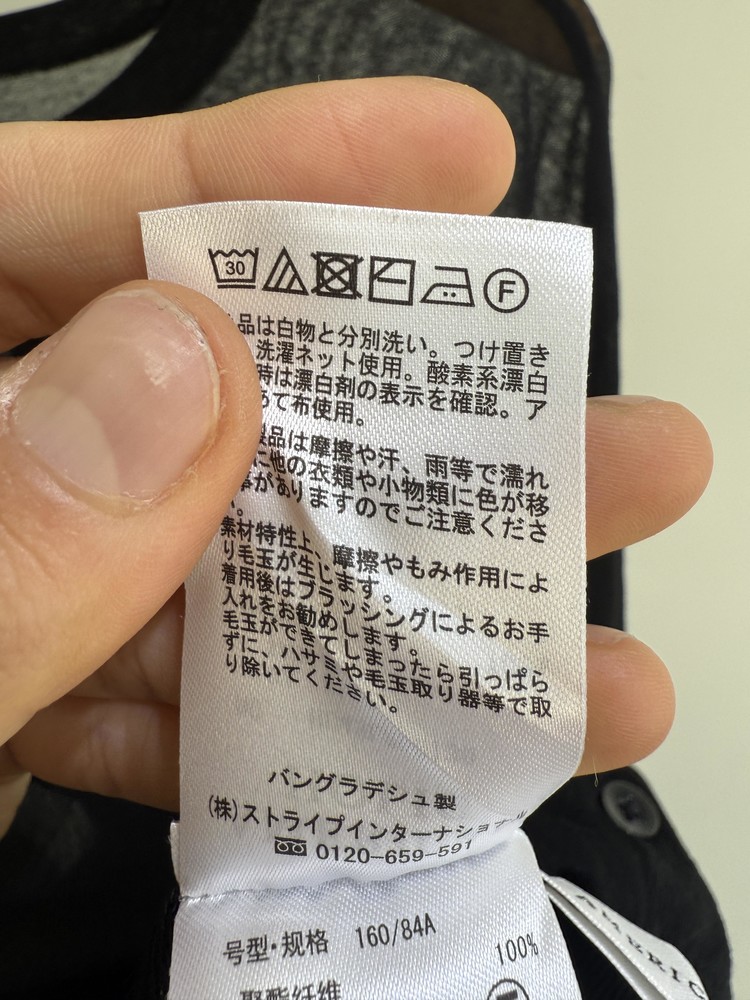 30
F
品は白物と分別洗い。つけ置き
洗濯ネット使用。酸素系漂白
時は漂白剤の表示を確認。ア
て布使用。
品は摩擦や汗、雨等で濡れ
に他の衣類や小物類に色が移
事がありますのでご注意くださ
い。
素材特性上、摩擦やもみ作用によ
り毛玉が生じます。
着用後はブラッシングによるお手
入れをお勧めします。
毛玉ができてしまったら引っぱら
ずに、ハサミや毛玉取り器等で取
り除いてください。
バングラデシュ製
(株)ストライプインターナショナル
0120-659-591
号型·规格 160/84A
100%
聚酯纤维